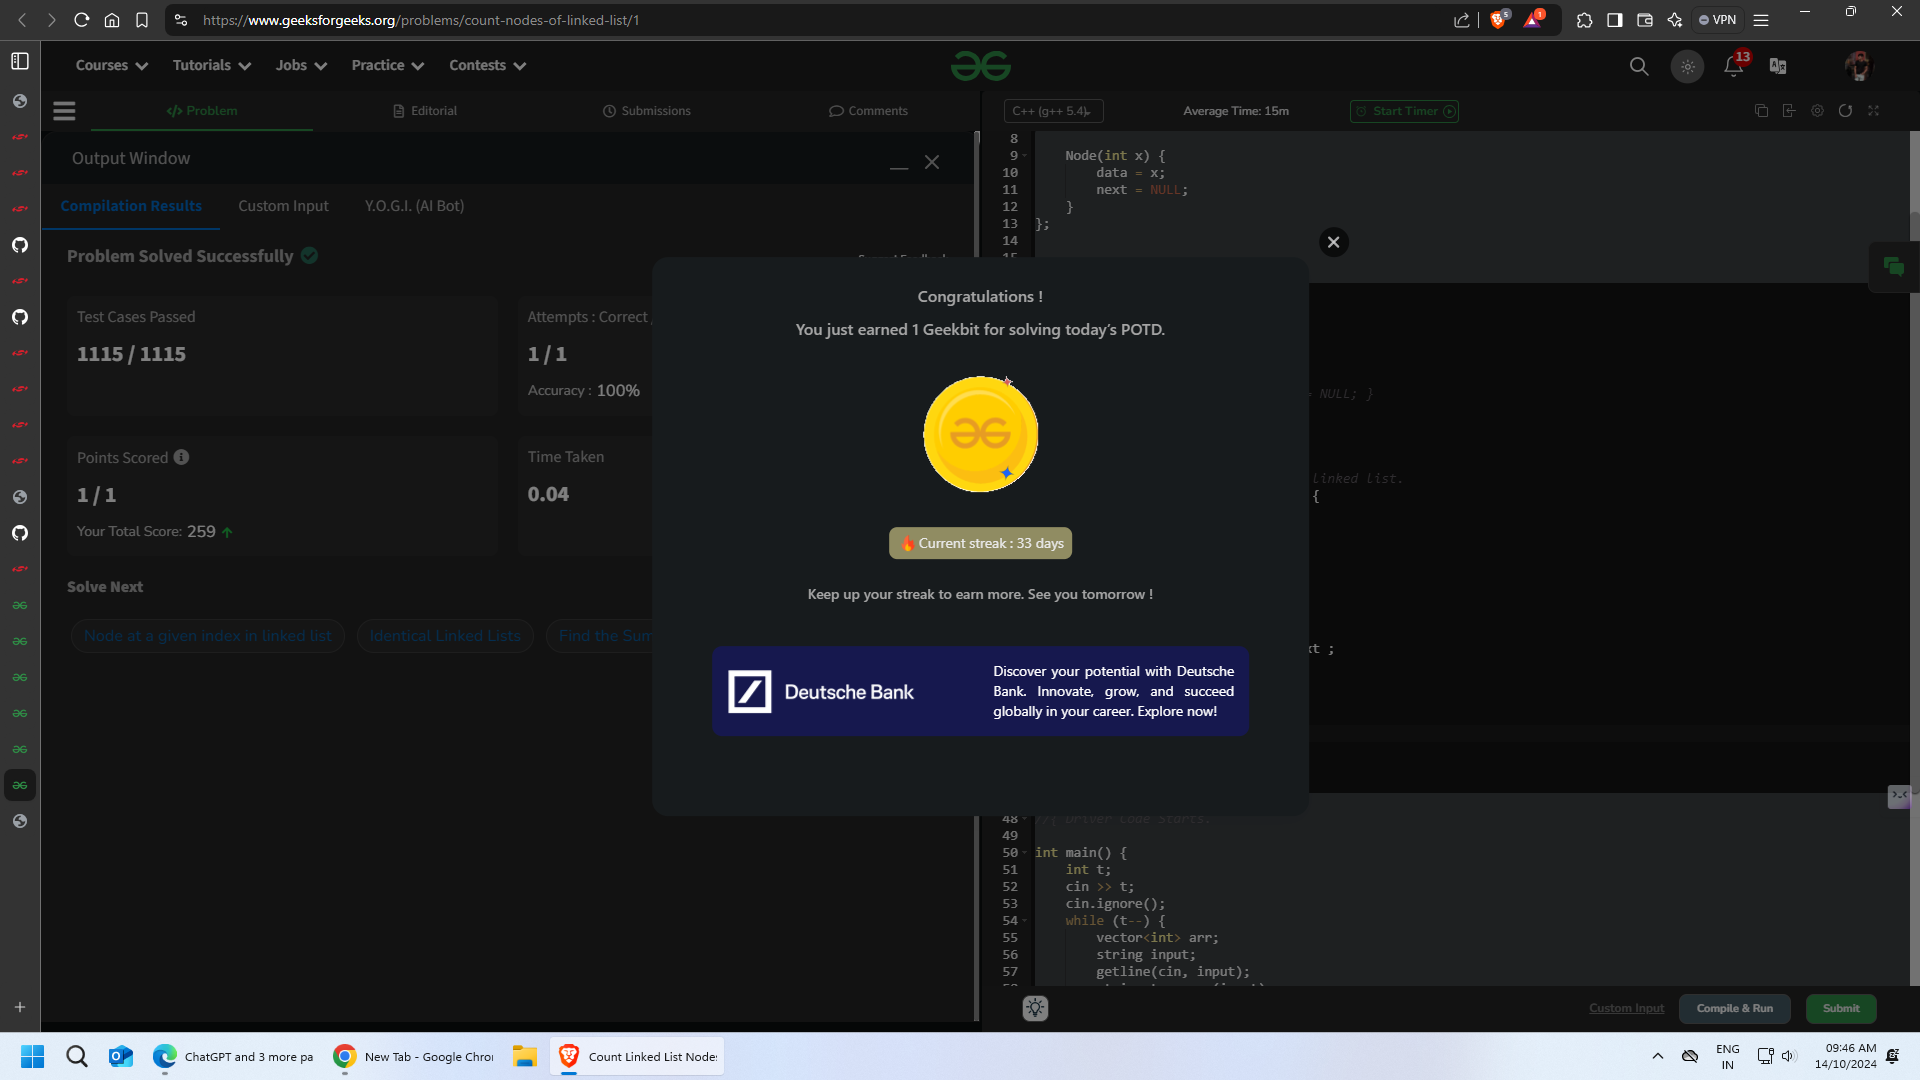 https://www.geeksforgeeks.org/problems/count-nodes-of-linked-list/1
5
1
VPN
Courses
Tutorials
Jobs
Practice
Contests
13
Problem
Editorial
Submissions
Comments
C++ (g++ 5.4)
Average Time: 15m
Start Timer
Output Window
Compilation Results
Custom Input
Y.O.G.I. (AI Bot)
Problem Solved Successfully
Test Cases Passed
1115 / 1115
Attempts : Correct /
1 / 1
Accuracy : 100%
Points Scored
1 / 1
Your Total Score: 259
Time Taken
0.04
Solve Next
Node at a given index in linked list
Identical Linked Lists
Find the Sum
Congratulations !
You just earned 1 Geekbit for solving today's POTD.
Current streak : 33 days
Keep up your streak to earn more. See you tomorrow !
Deutsche Bank
Discover your potential with Deutsche
Bank. Innovate, grow, and succeed
globally in your career. Explore now!
8
9 Node(int x) {
10 data = x;
11 next = NULL;
12 }
13 };
14
= NULL; }
Linked List.
{
;
48 //{ Driver Code Starts.
49
50 int main() {
51 int t;
52 cin >> t;
53 cin.ignore();
54 while (t--) {
55 vector<int> arr;
56 string input;
57 getline(cin, input);
Custom Input
Compile & Run
Submit
ChatGPT and 3 more pa
New Tab - Google Chro
Count Linked List Nodes
ENG
IN
09:46 AM
14/10/2024